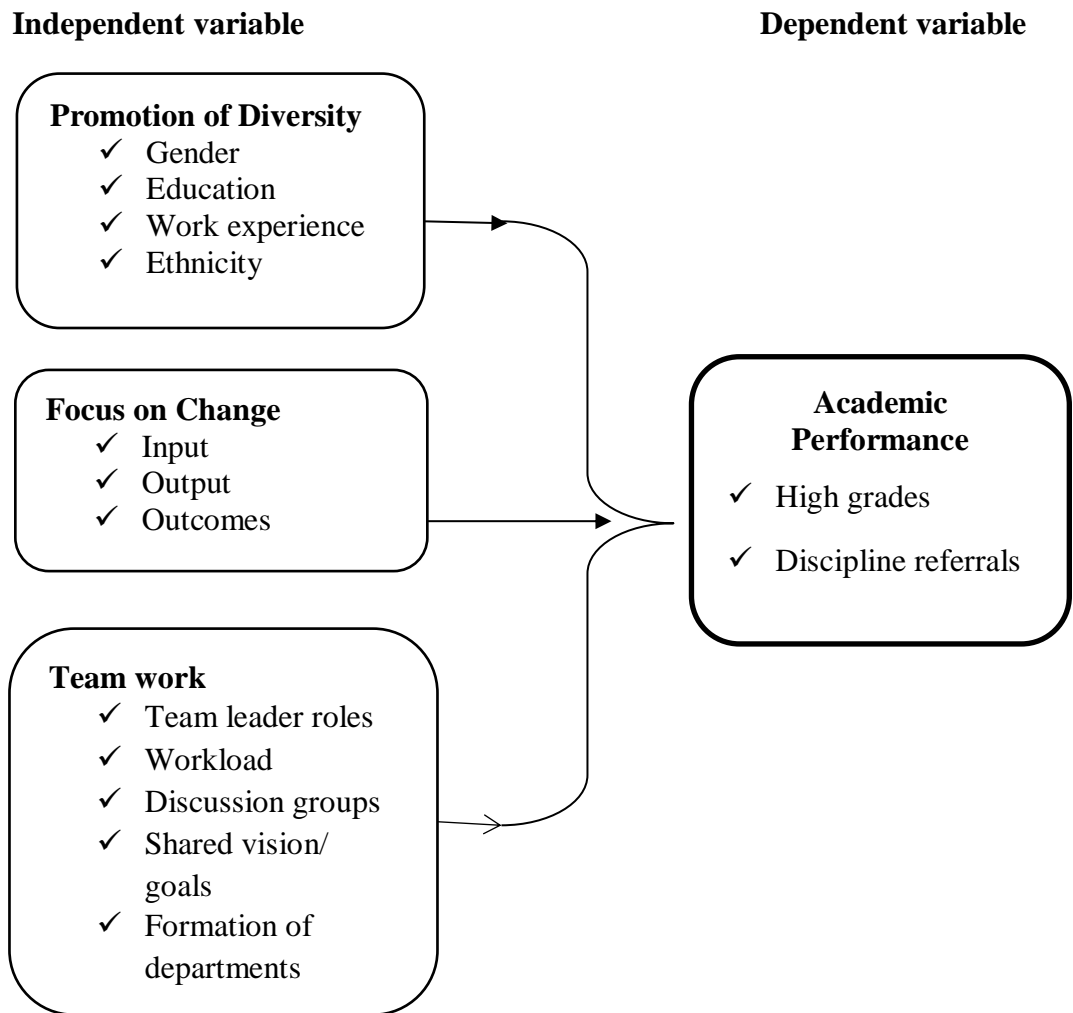 Independent variable
Dependent variable
Promotion of Diversity
✓ Gender
✓ Education
✓ Work experience
✓ Ethnicity
Focus on Change
✓ Input
✓ Output
✓ Outcomes
Team work
✓ Team leader roles
✓ Workload
✓ Discussion groups
✓ Shared vision/
goals
✓ Formation of
departments
Academic
Performance
✓ High grades
✓ Discipline referrals